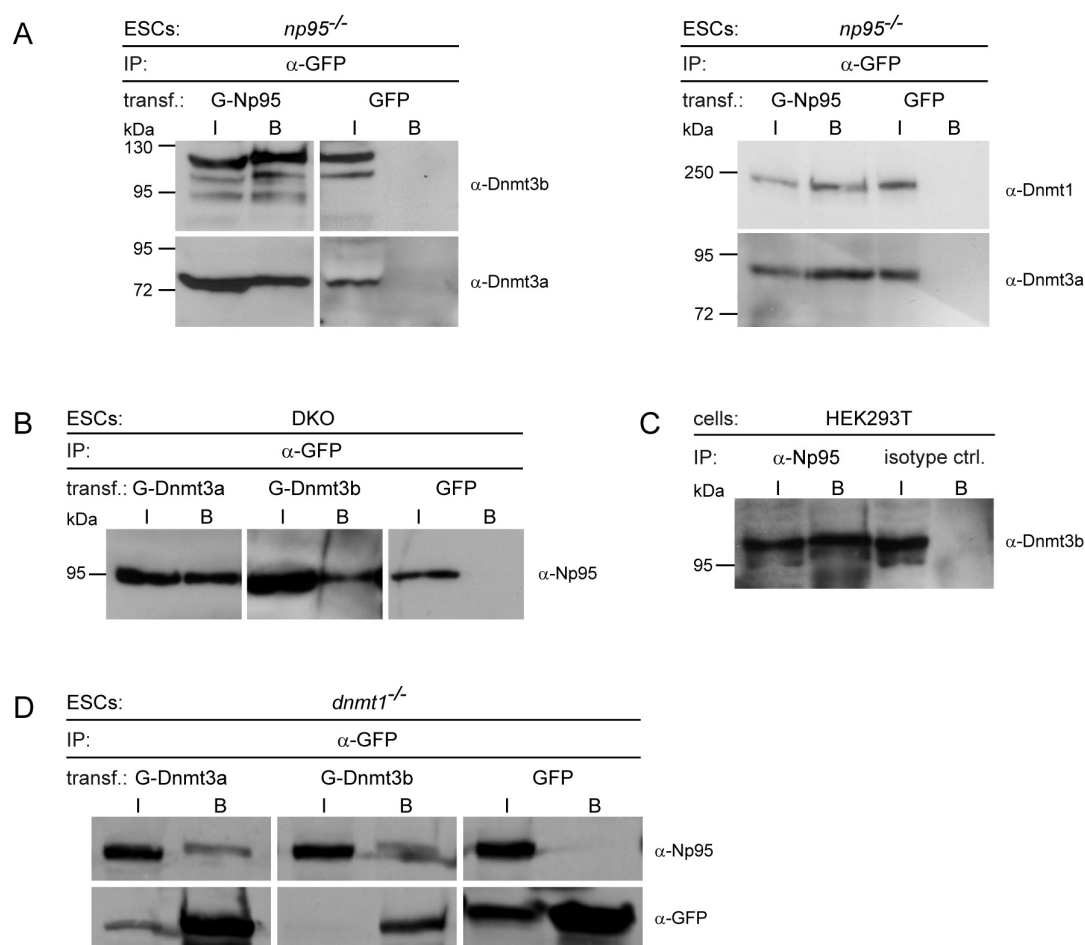 A
ESCs: np95-/-
IP: α-GFP
transf.: G-Np95 GFP
kDa I B I B
130
95
α-Dnmt3b
95
72
α-Dnmt3a
ESCs: np95-/-
IP: α-GFP
transf.: G-Np95 GFP
kDa I B I B
250
α-Dnmt1
95
72
α-Dnmt3a
B
ESCs: DKO
IP: α-GFP
transf.: G-Dnmt3a G-Dnmt3b GFP
kDa I B I B I B
95
α-Np95
C
cells: HEK293T
IP: α-Np95 isotype ctrl.
kDa I B I B
95
α-Dnmt3b
D
ESCs: dnmt1-/-
IP: α-GFP
transf.: G-Dnmt3a G-Dnmt3b GFP
I B I B I B
α-Np95
α-GFP